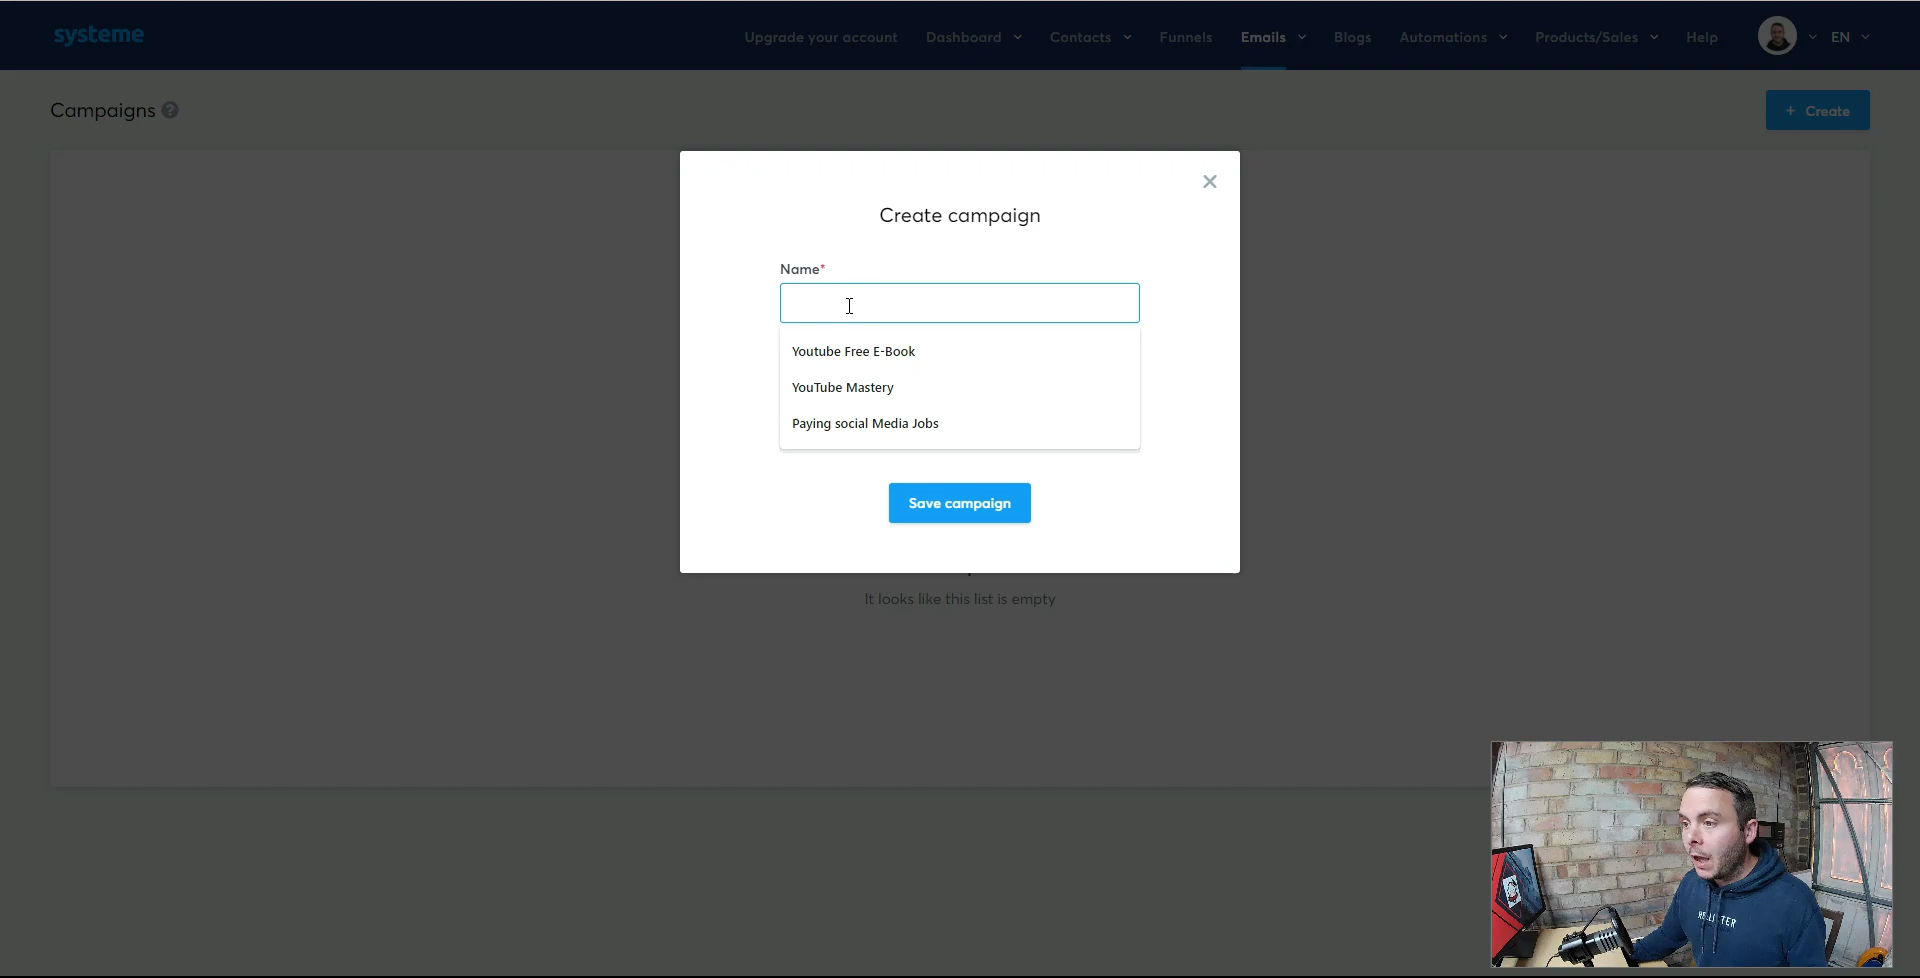 systeme
Upgrade your account Dashboard Contacts Funnels Emails Blogs Automations Products/Sales Help EN
Campaigns ?
+ Create
Create campaign
Name*
Youtube Free E-Book
YouTube Mastery
Paying social Media Jobs
Save campaign
It looks like this list is empty